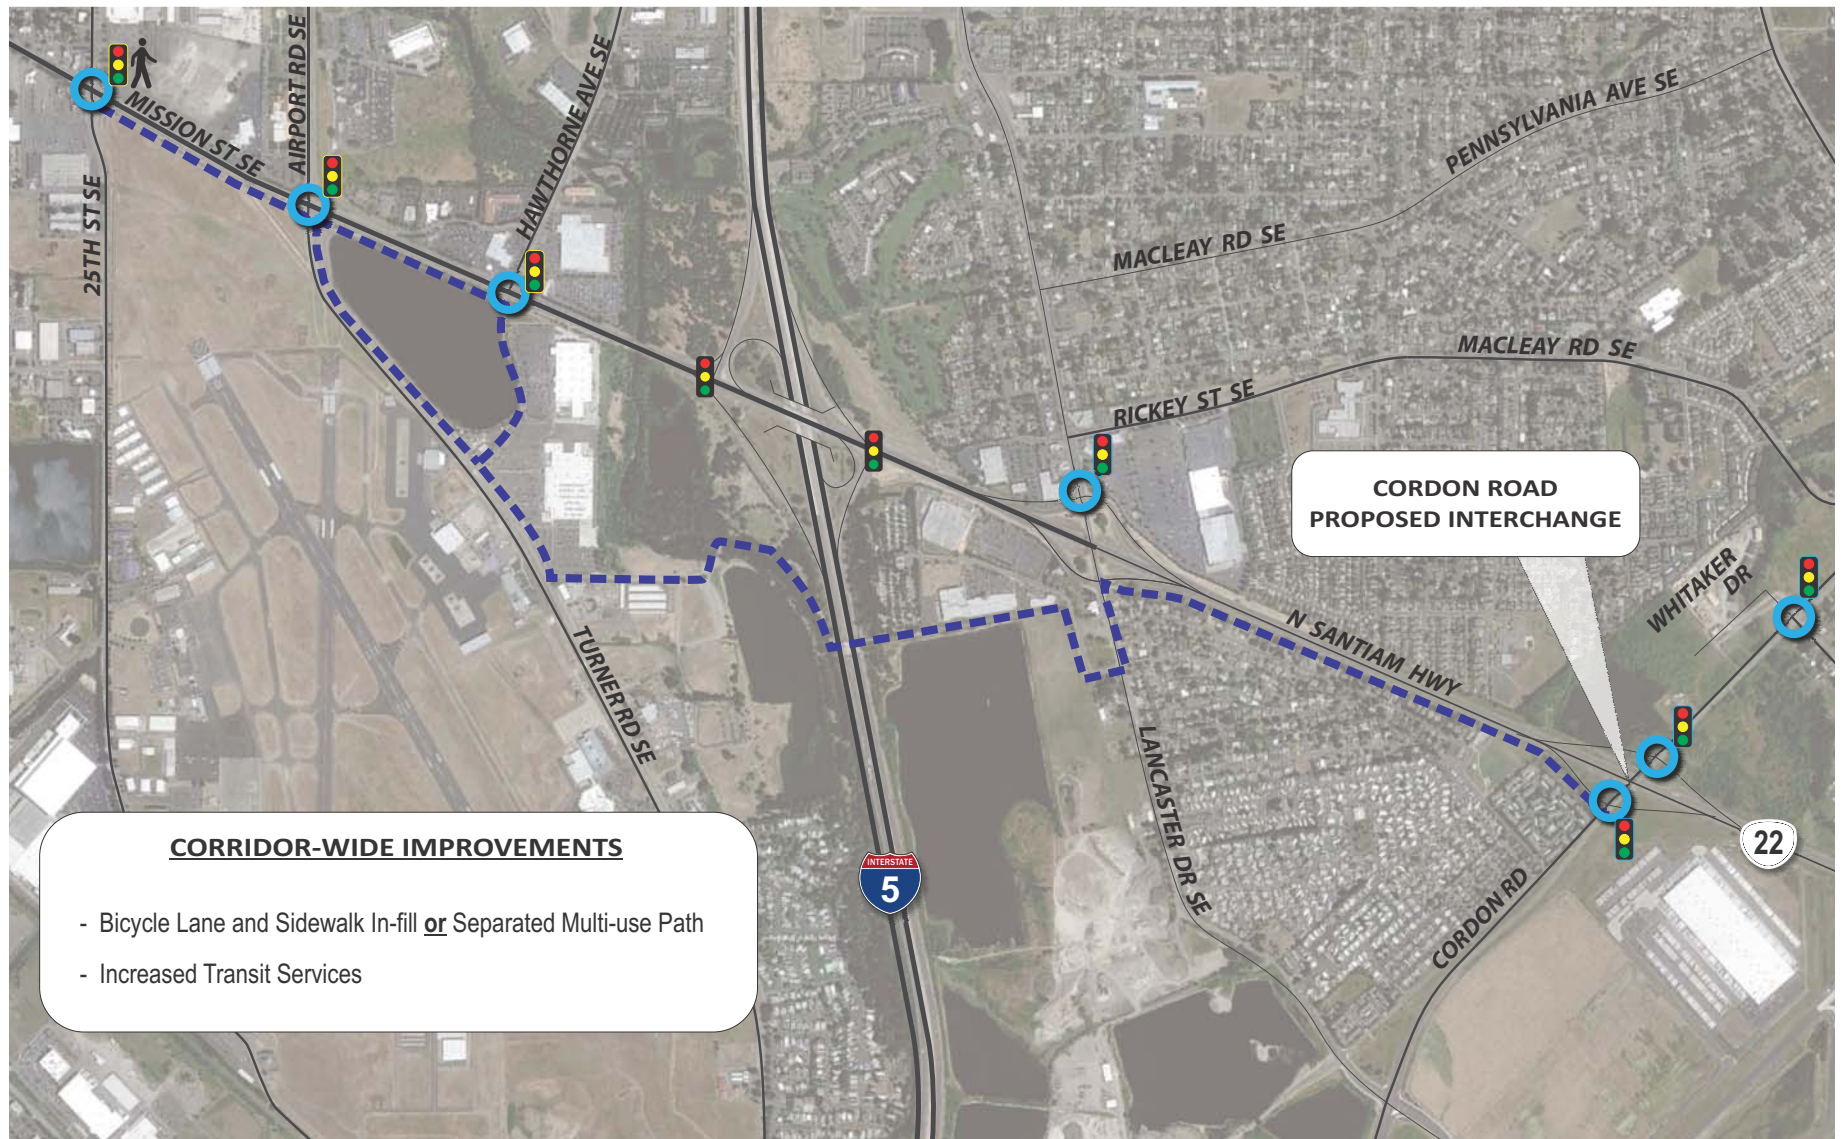 AIRPORT RD SE
HAWTHORNE AVE SE
MISSION ST SE
25TH ST SE
PENNSYLVANIA AVE SE
MACLEAY RD SE
MACLEAY RD SE
RICKEY ST SE
CORDON ROAD
PROPOSED INTERCHANGE
WHITAKER
DR
N SANTIAM HWY
TURNER RD SE
LANCASTER DR SE
22
CORDON RD
INTERSTATE
5
CORRIDOR-WIDE IMPROVEMENTS
- Bicycle Lane and Sidewalk In-fill or Separated Multi-use Path
- Increased Transit Services